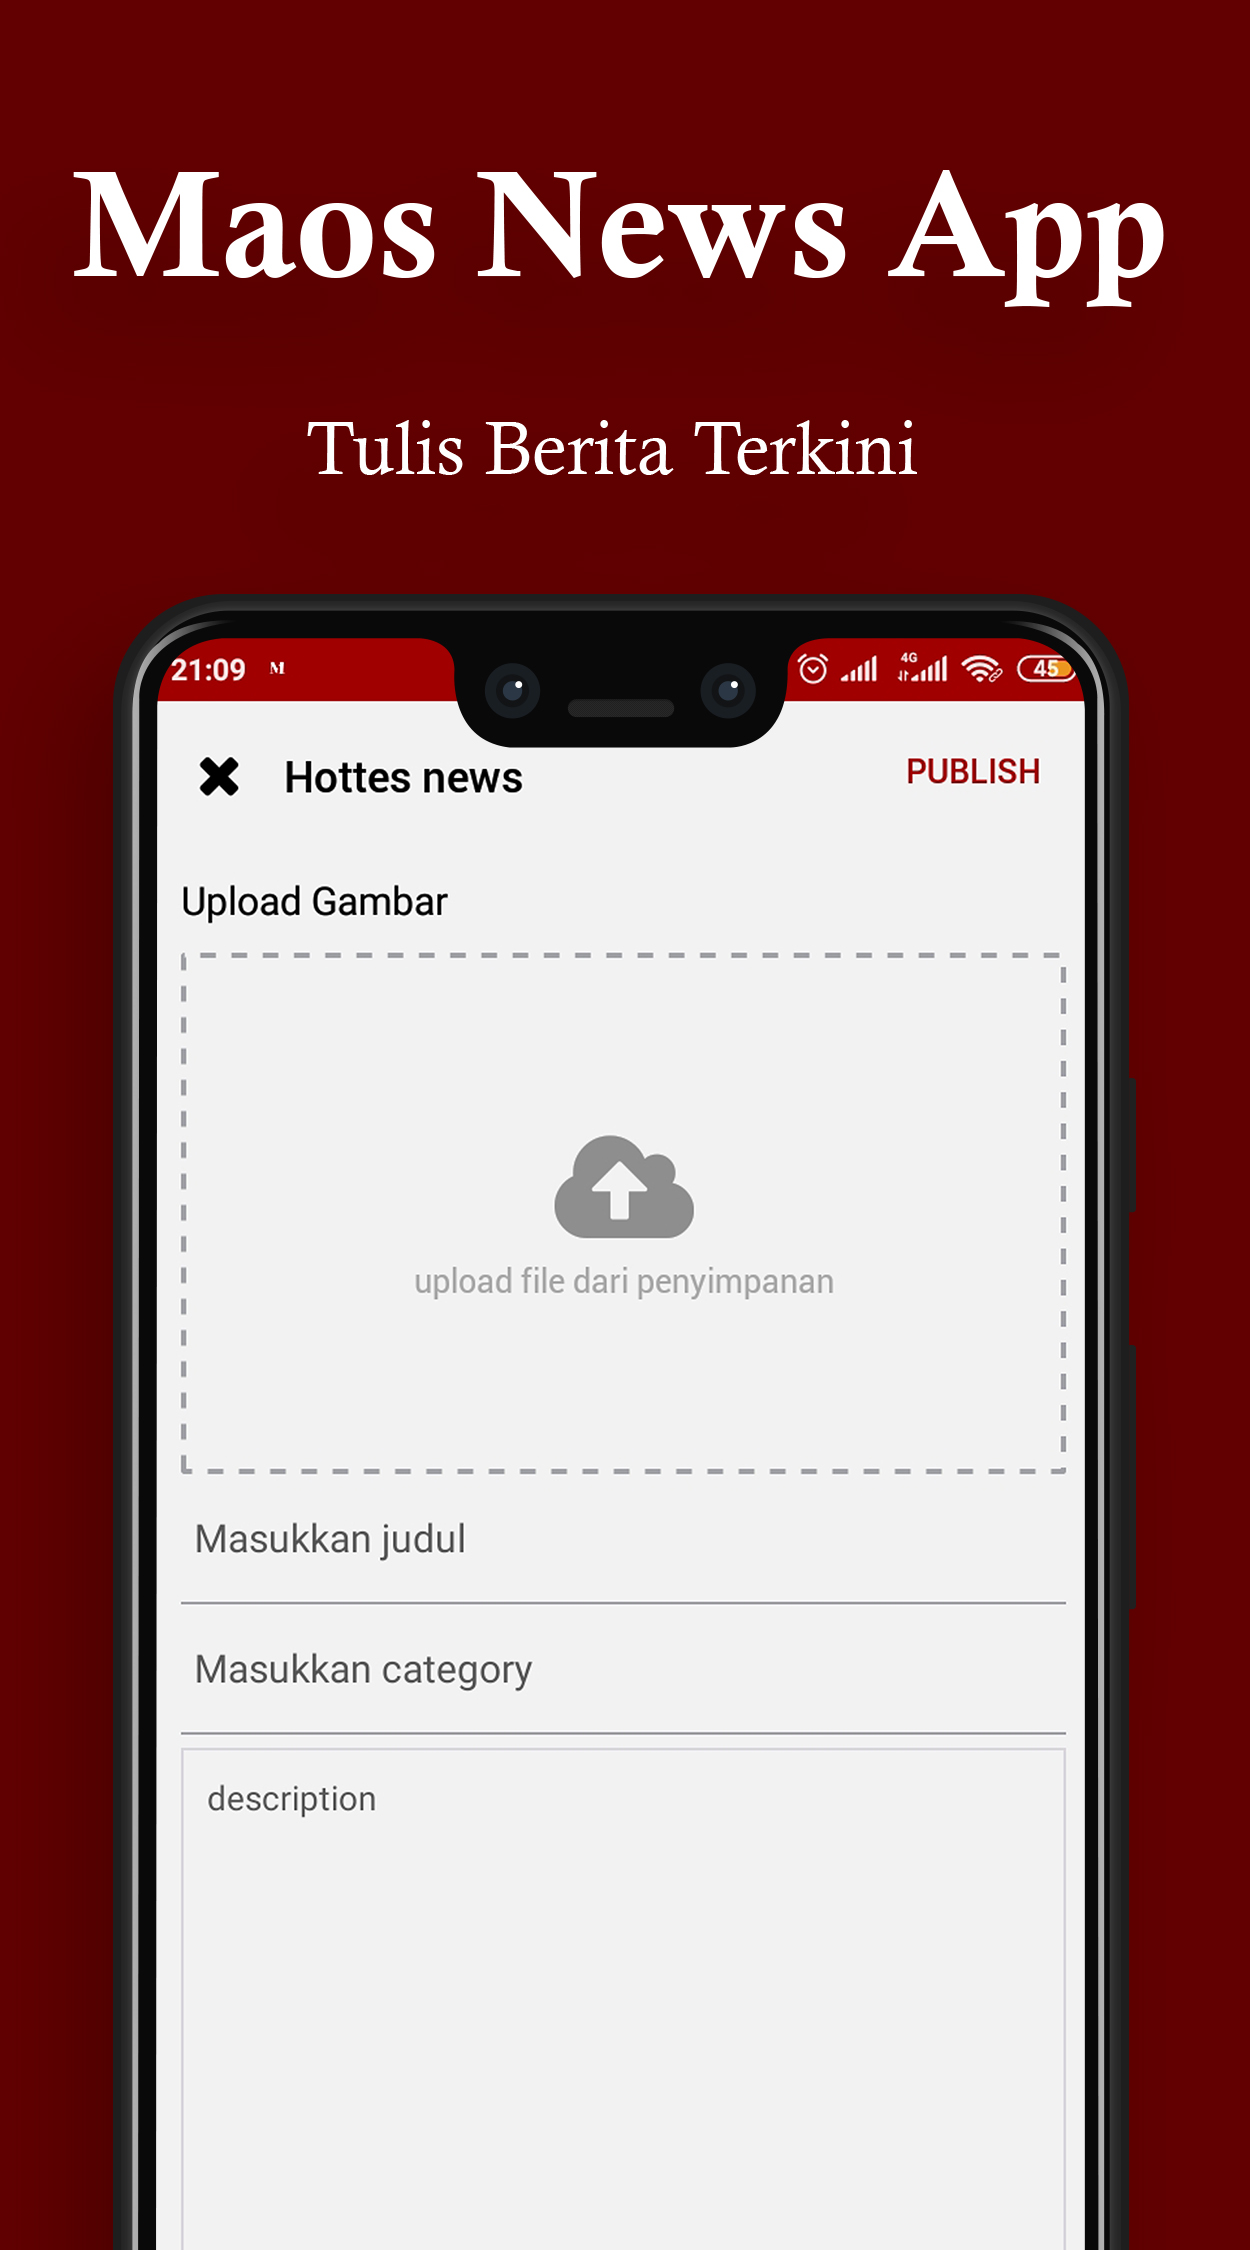 Maos News App
Tulis Berita Terkini
21:09 M 4G 45
Hottes news PUBLISH
Upload Gambar
upload file dari penyimpanan
Masukkan judul
Masukkan category
description